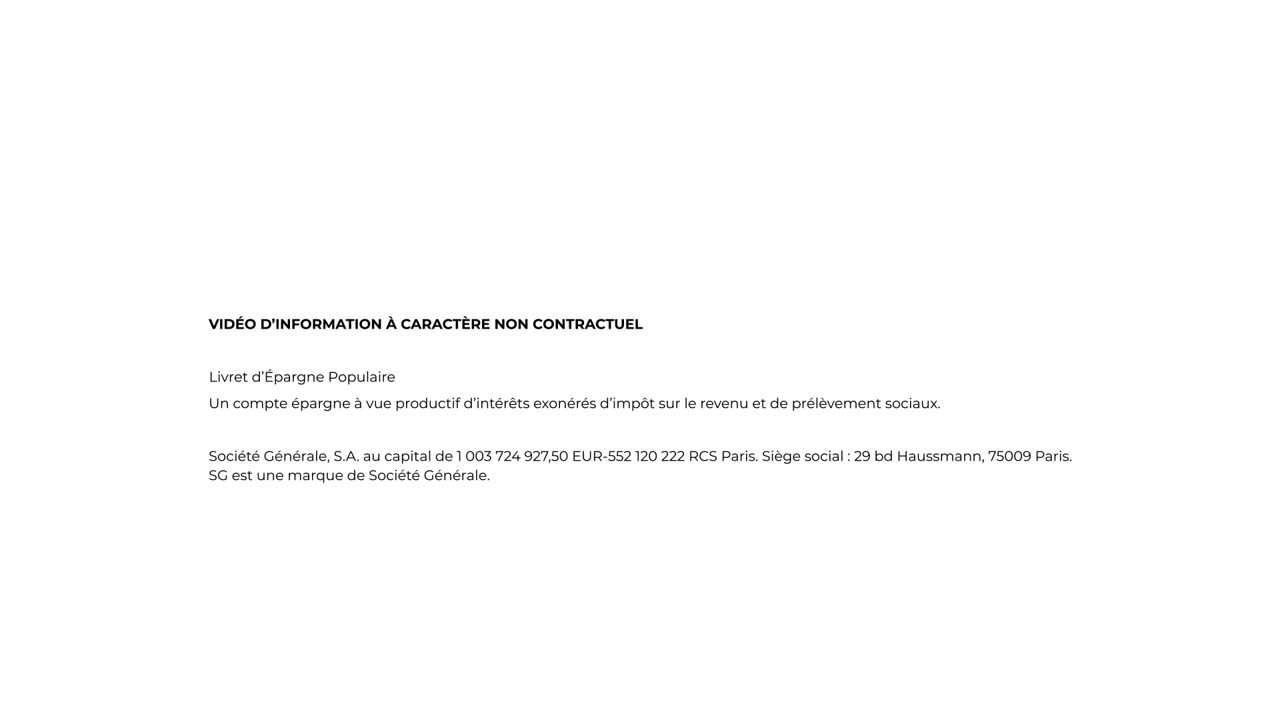 VIDÉO D’INFORMATION À CARACTÈRE NON CONTRACTUEL
Livret d’Épargne Populaire
Un compte épargne à vue productif d’intérêts exonérés d’impôt sur le revenu et de prélèvement sociaux.
Société Générale, S.A. au capital de 1 003 724 927,50 EUR-552 120 222 RCS Paris. Siège social : 29 bd Haussmann, 75009 Paris.
SG est une marque de Société Générale.